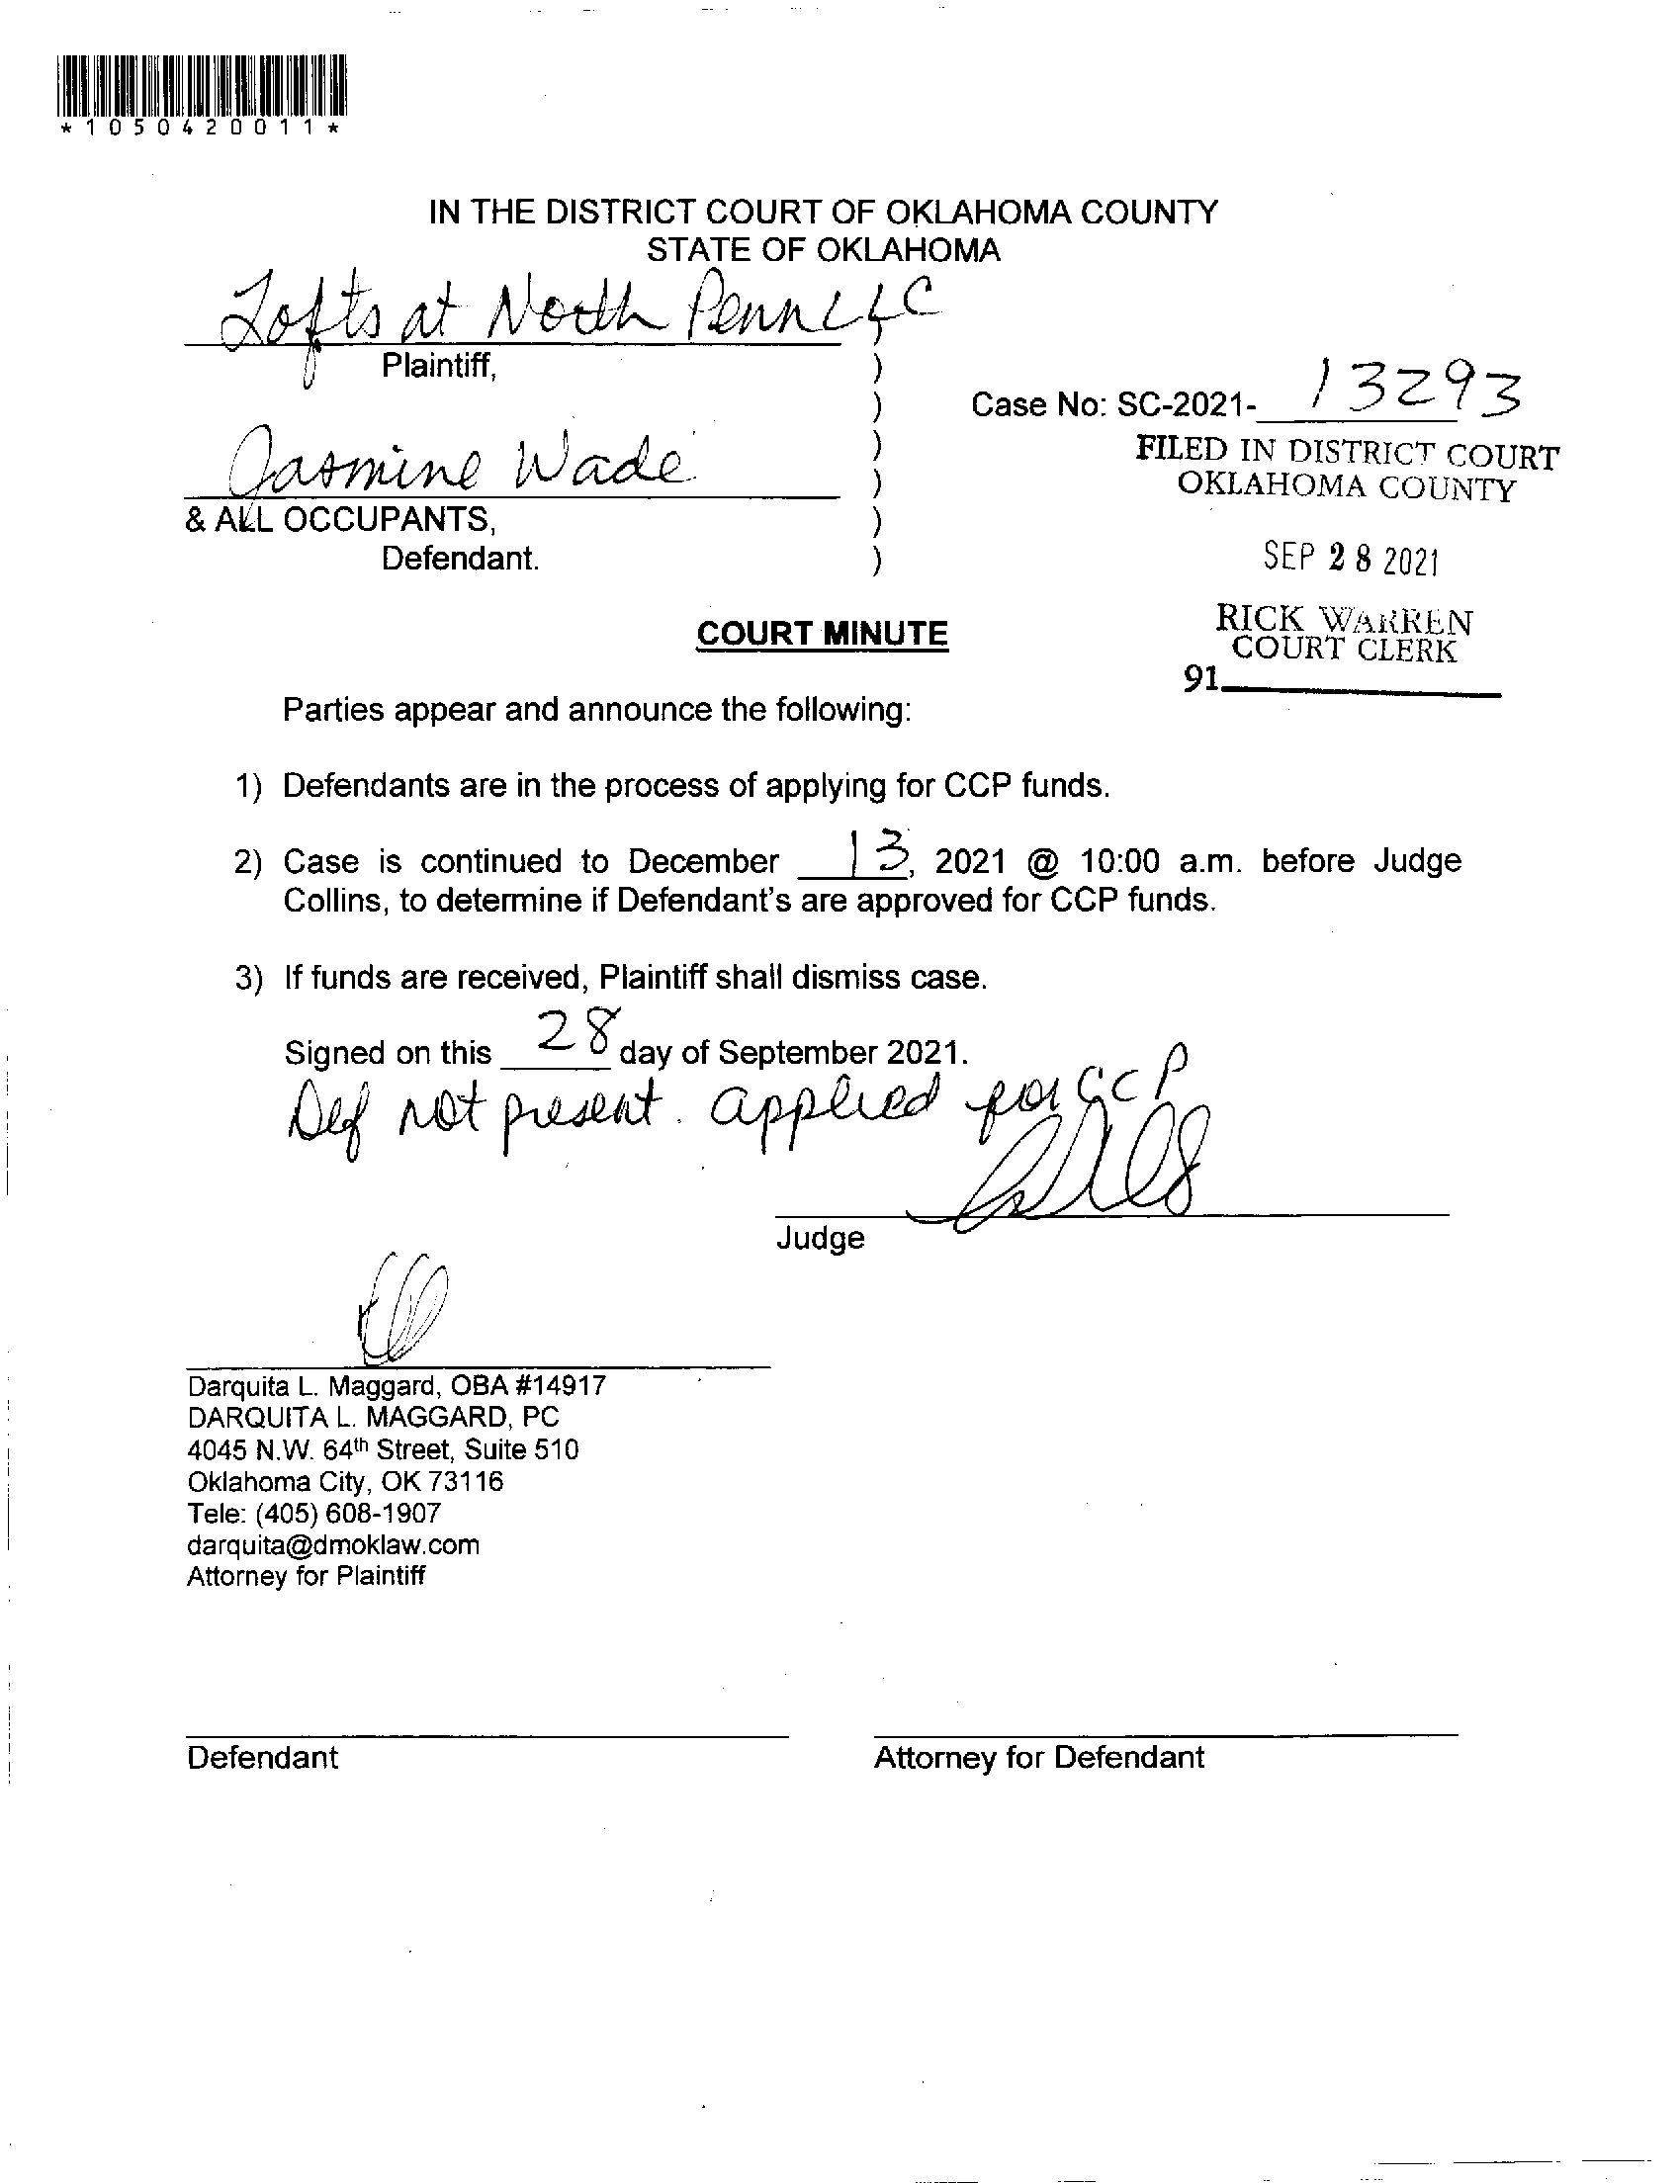 *1050420011*
IN THE DISTRICT COURT OF OKLAHOMA COUNTY
STATE OF OKLAHOMA
Lofts at North Penn LLC
Plaintiff, )
Case No: SC-2021- 13293
)
)
FILED IN DISTRICT COURT
OKLAHOMA COUNTY
Jasmine Wade )
& ALL OCCUPANTS, )
Defendant. )
SEP 28 2021
RICK WARREN
COURT CLERK
91
COURT MINUTE
Parties appear and announce the following:
1) Defendants are in the process of applying for CCP funds.
2) Case is continued to December 13, 2021 @ 10:00 a.m. before Judge
Collins, to determine if Defendant's are approved for CCP funds.
3) If funds are received, Plaintiff shall dismiss case.
Signed on this 28 day of September 2021.
Def not present. applied for CCP
Judge
Darquita L. Maggard, OBA #14917
DARQUITA L. MAGGARD, PC
4045 N.W. 64th Street, Suite 510
Oklahoma City, OK 73116
Tele: (405) 608-1907
darquita@dmoklaw.com
Attorney for Plaintiff
Defendant
Attorney for Defendant